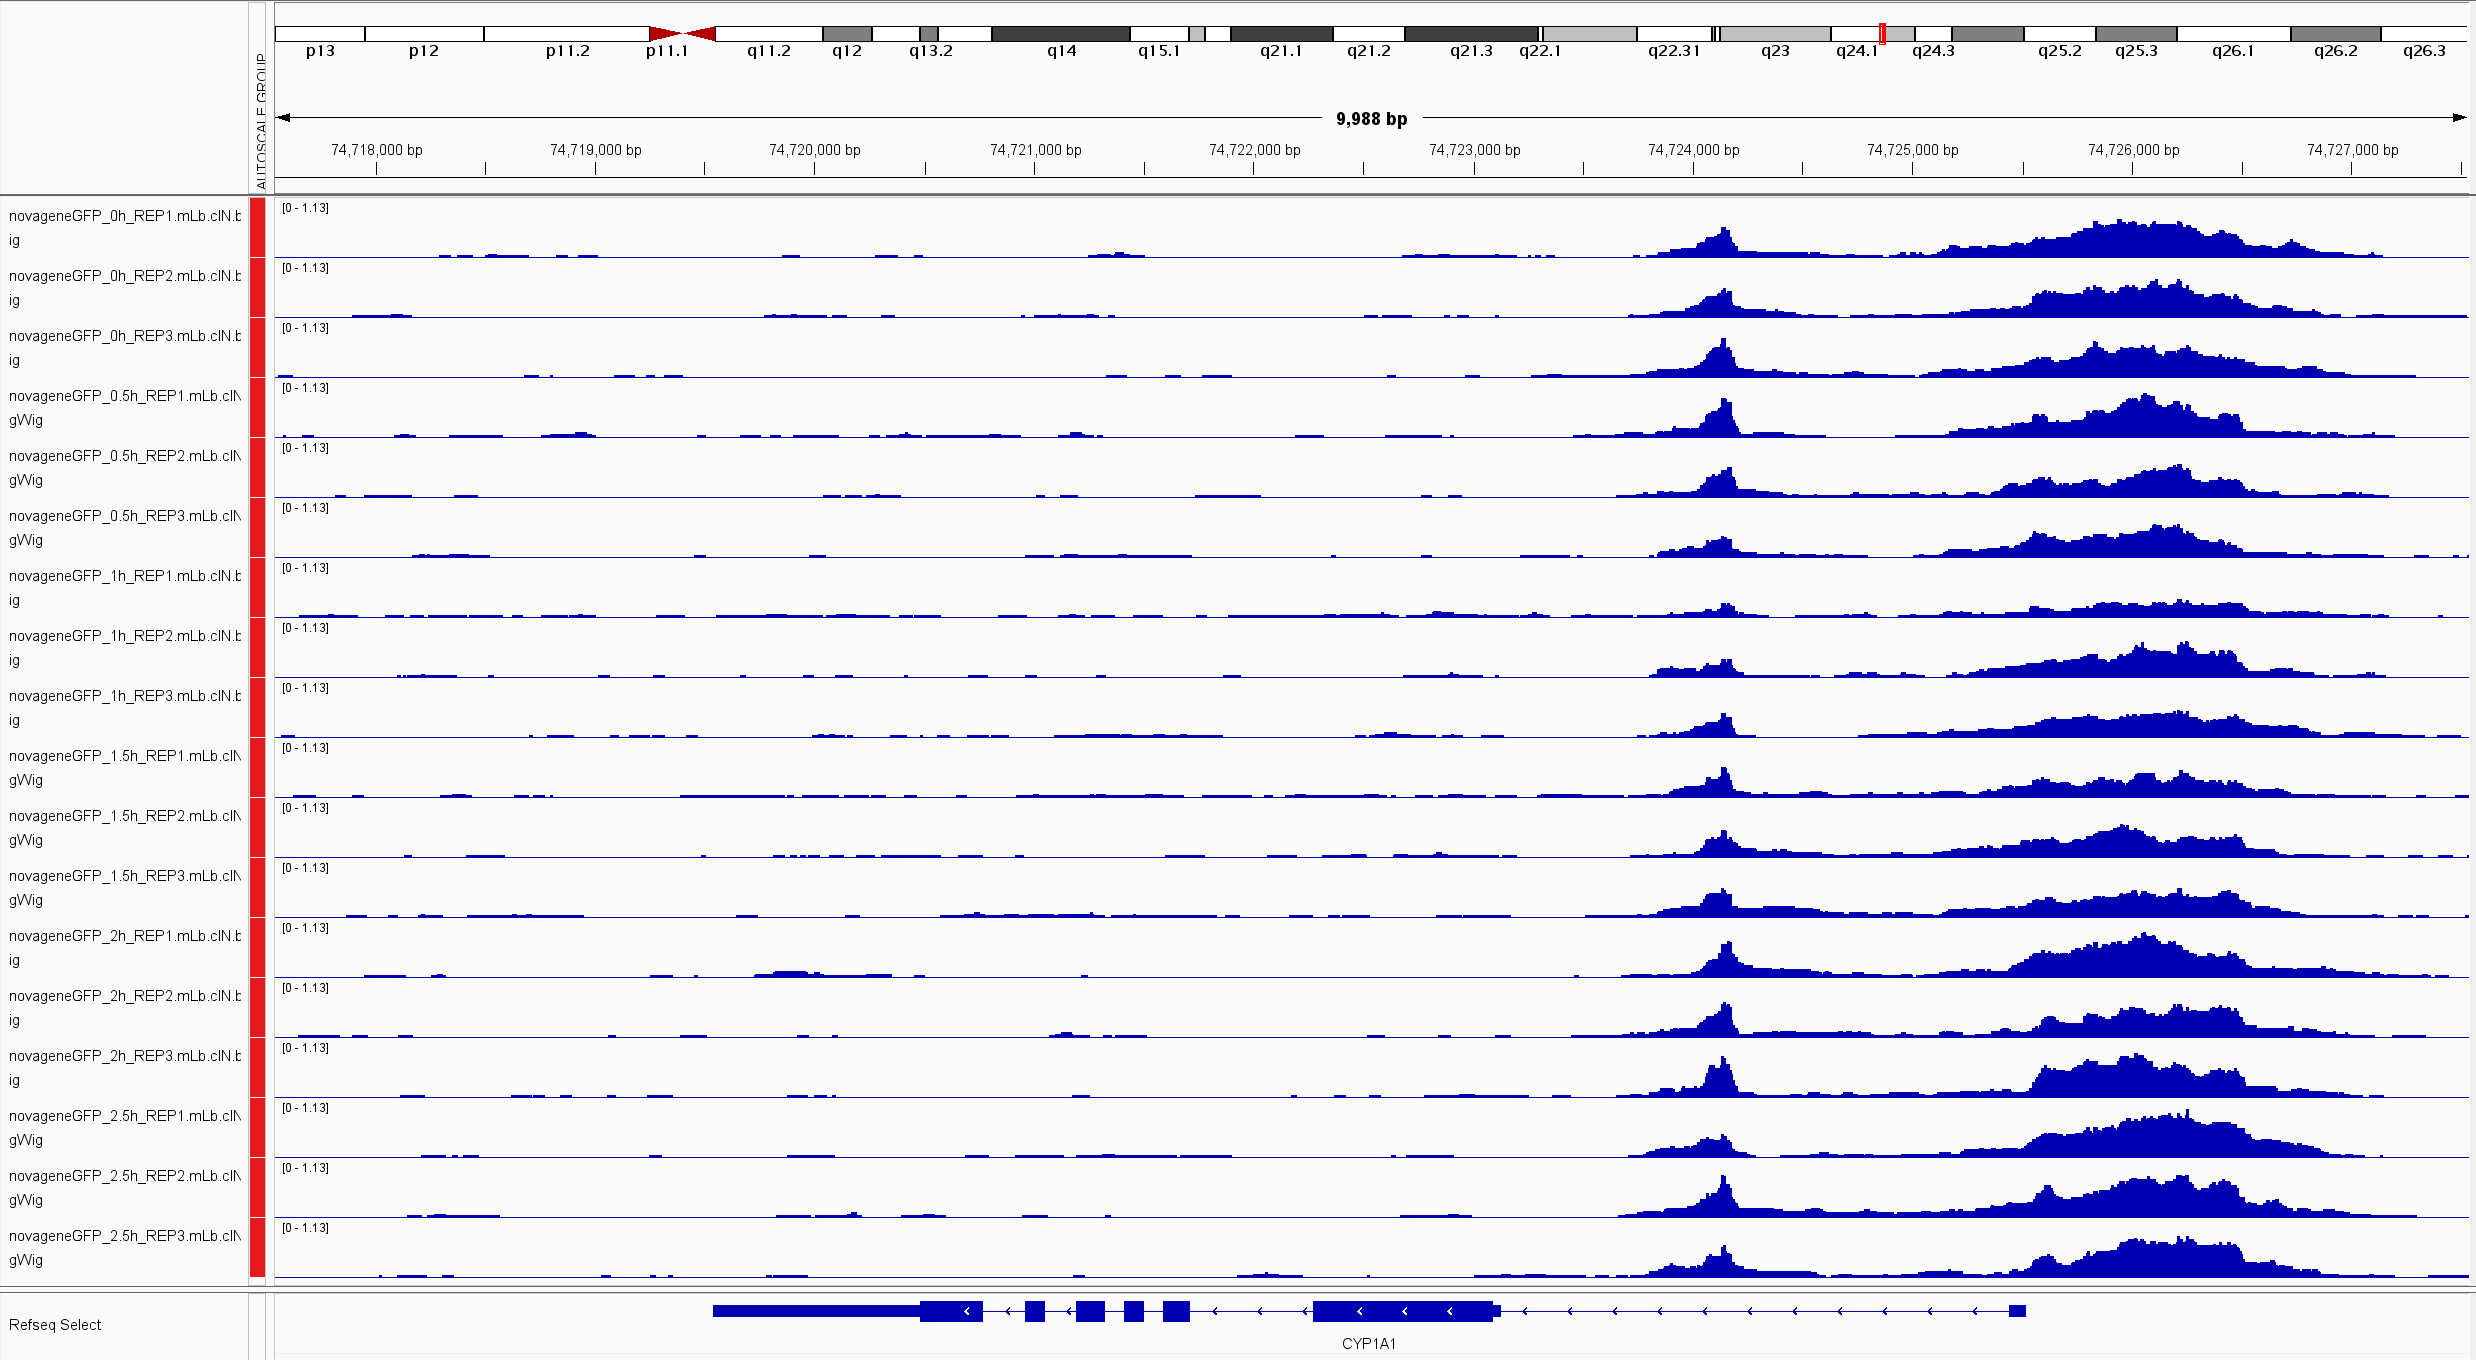 p13 p12 p11.2 p11.1 q11.2 q12 q13.2 q14 q15.1 q21.1 q21.2 q21.3 q22.1 q22.31 q23 q24.1 q24.3 q25.2 q25.3 q26.1 q26.2 q26.3
AUTOSCALE GROUP
9,988 bp
74,718,000 bp 74,719,000 bp 74,720,000 bp 74,721,000 bp 74,722,000 bp 74,723,000 bp 74,724,000 bp 74,725,000 bp 74,726,000 bp 74,727,000 bp
novageneGFP_0h_REP1.mLb.clN.b
ig
[0 - 1.13]
novageneGFP_0h_REP2.mLb.clN.b
ig
[0 - 1.13]
novageneGFP_0h_REP3.mLb.clN.b
ig
[0 - 1.13]
novageneGFP_0.5h_REP1.mLb.clN
gWig
[0 - 1.13]
novageneGFP_0.5h_REP2.mLb.clN
gWig
[0 - 1.13]
novageneGFP_0.5h_REP3.mLb.clN
gWig
[0 - 1.13]
novageneGFP_1h_REP1.mLb.clN.b
ig
[0 - 1.13]
novageneGFP_1h_REP2.mLb.clN.b
ig
[0 - 1.13]
novageneGFP_1h_REP3.mLb.clN.b
ig
[0 - 1.13]
novageneGFP_1.5h_REP1.mLb.clN
gWig
[0 - 1.13]
novageneGFP_1.5h_REP2.mLb.clN
gWig
[0 - 1.13]
novageneGFP_1.5h_REP3.mLb.clN
gWig
[0 - 1.13]
novageneGFP_2h_REP1.mLb.clN.b
ig
[0 - 1.13]
novageneGFP_2h_REP2.mLb.clN.b
ig
[0 - 1.13]
novageneGFP_2h_REP3.mLb.clN.b
ig
[0 - 1.13]
novageneGFP_2.5h_REP1.mLb.clN
gWig
[0 - 1.13]
novageneGFP_2.5h_REP2.mLb.clN
gWig
[0 - 1.13]
novageneGFP_2.5h_REP3.mLb.clN
gWig
[0 - 1.13]
Refseq Select
CYP1A1